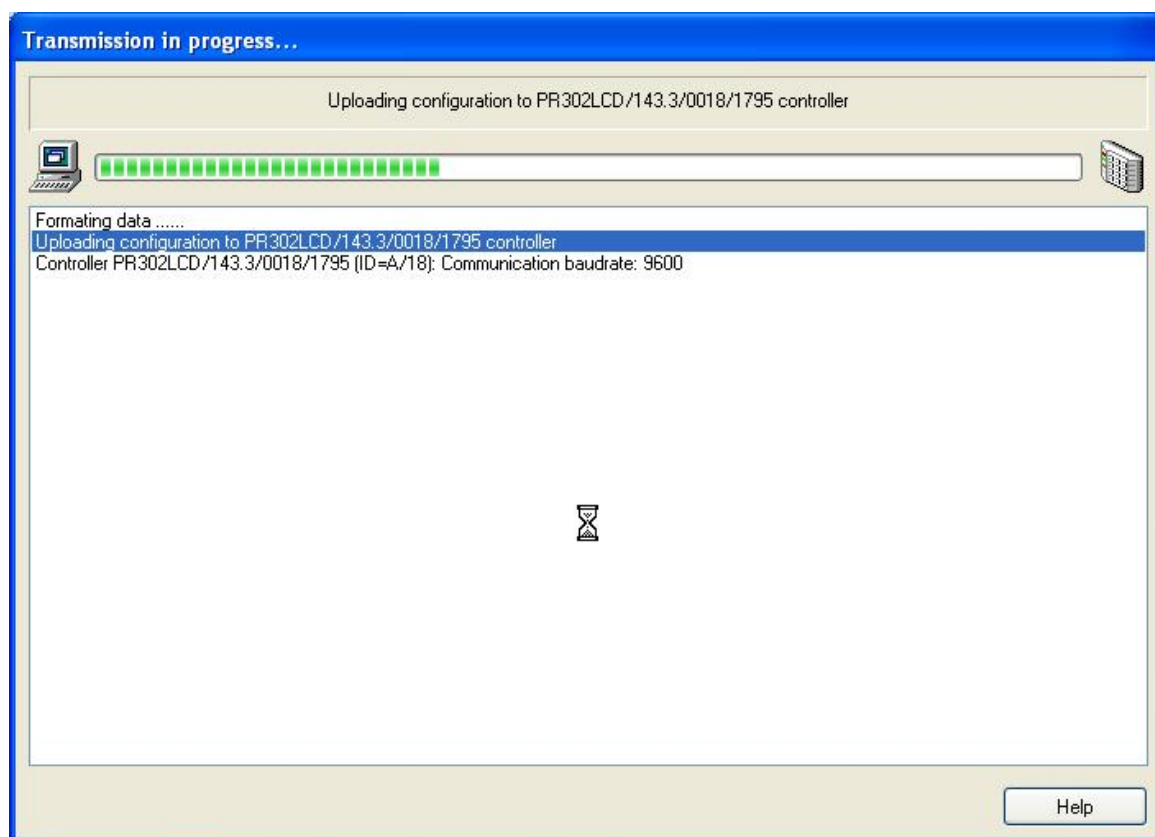 Transmission in progress...
Uploading configuration to PR302LCD/143.3/0018/1795 controller
Formating data ......
Uploading configuration to PR302LCD/143.3/0018/1795 controller
Controller PR302LCD/143.3/0018/1795 (ID=A/18): Communication baudrate: 9600
Help